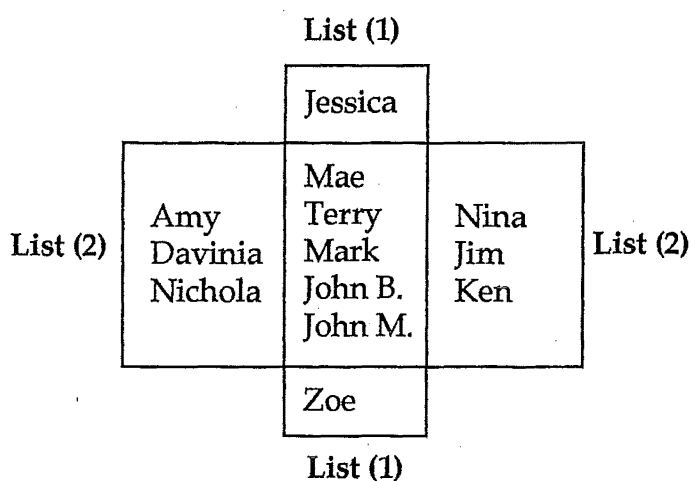 List (1)
Jessica
List (2)
Amy
Davinia
Nichola
Mae
Terry
Mark
John B.
John M.
Nina
Jim
Ken
List (2)
Zoe
List (1)